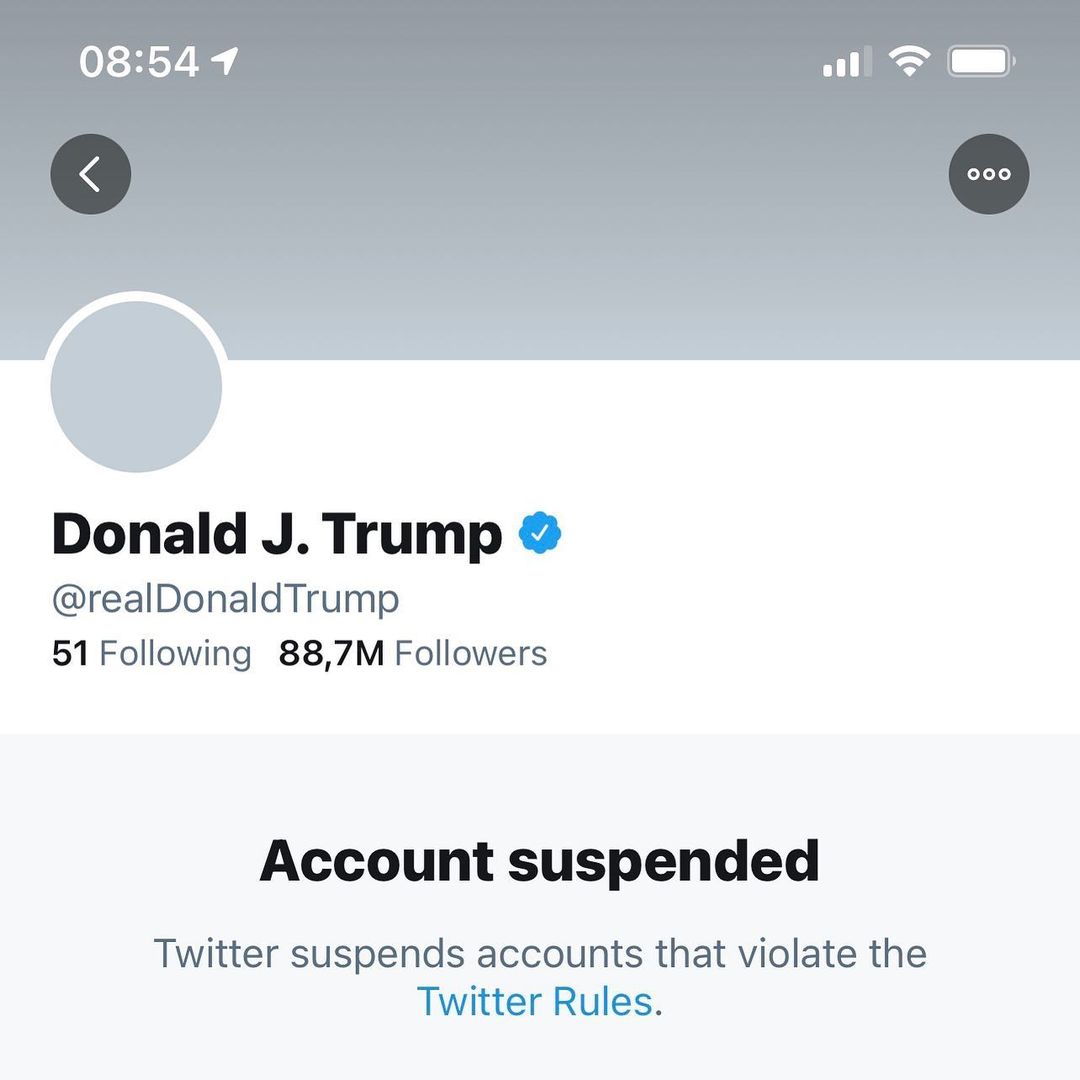 08:54
Donald J. Trump
@realDonaldTrump
51 Following 88,7M Followers
Account suspended
Twitter suspends accounts that violate the
Twitter Rules.